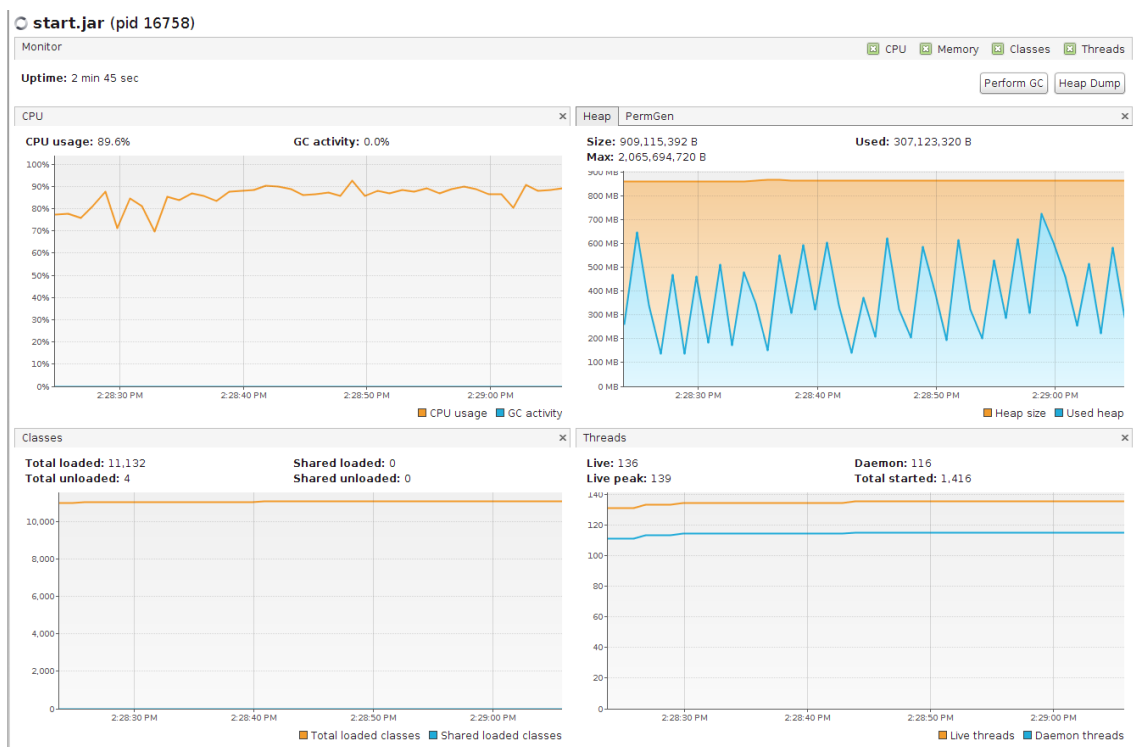 start.jar (pid 16758)
Monitor
CPU Memory Classes Threads
Uptime: 2 min 45 sec
Perform GC Heap Dump
CPU
CPU usage: 89.6% GC activity: 0.0%
100%
90%
80%
70%
60%
50%
40%
30%
20%
10%
0%
2:28:30 PM 2:28:40 PM 2:28:50 PM 2:29:00 PM
CPU usage GC activity
Heap PermGen
Size: 909,115,392 B Used: 307,123,320 B
Max: 2,065,694,720 B
900 MB
800 MB
700 MB
600 MB
500 MB
400 MB
300 MB
200 MB
100 MB
0 MB
2:28:30 PM 2:28:40 PM 2:28:50 PM 2:29:00 PM
Heap size Used heap
Classes
Total loaded: 11,132 Shared loaded: 0
Total unloaded: 4 Shared unloaded: 0
10,000
8,000
6,000
4,000
2,000
0
2:28:30 PM 2:28:40 PM 2:28:50 PM 2:29:00 PM
Total loaded classes Shared loaded classes
Threads
Live: 136 Daemon: 116
Live peak: 139 Total started: 1,416
140
120
100
80
60
40
20
0
2:28:30 PM 2:28:40 PM 2:28:50 PM 2:29:00 PM
Live threads Daemon threads